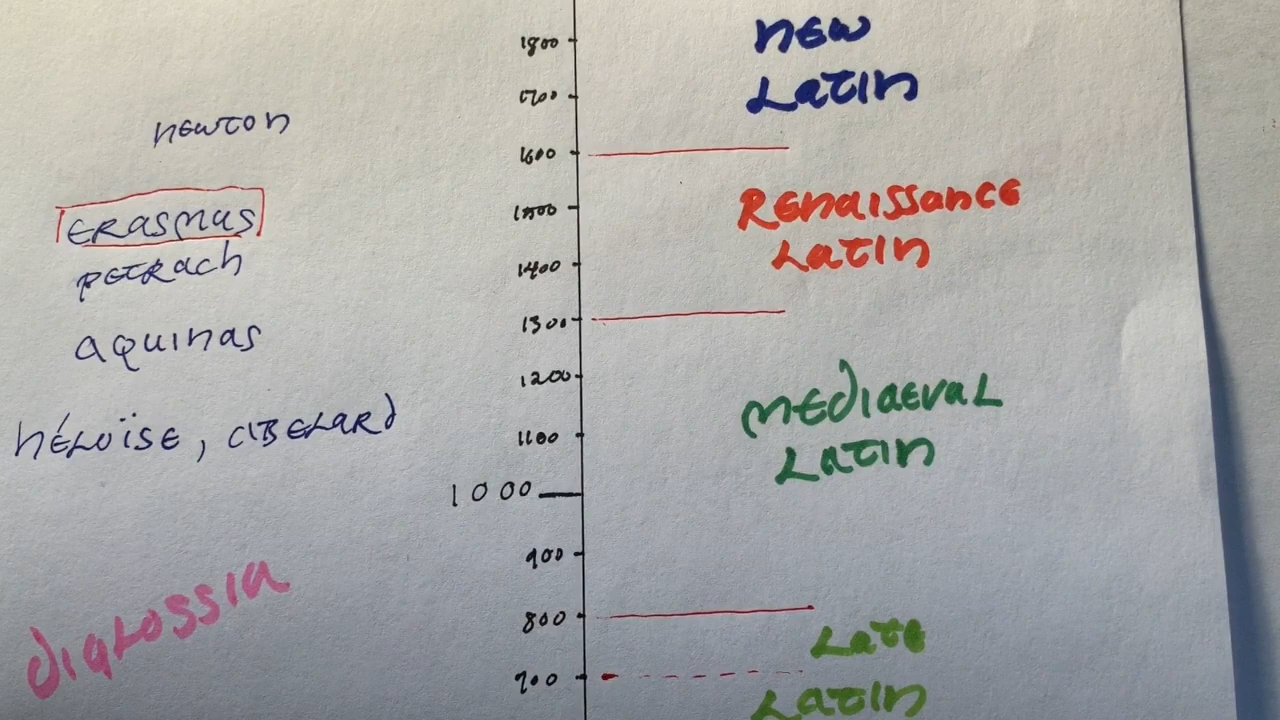 1800
NEW
LATIN
1700
NEWTON
1600
ERASMUS
1500
RENAISSANCE
LATIN
PETRACH
1400
1300
AQUINAS
1200
MEDIAEVAL
LATIN
HÉLOÏSE, ABELARD
1100
1000
900
DIGLOSSIA
800
LATE
LATIN
700